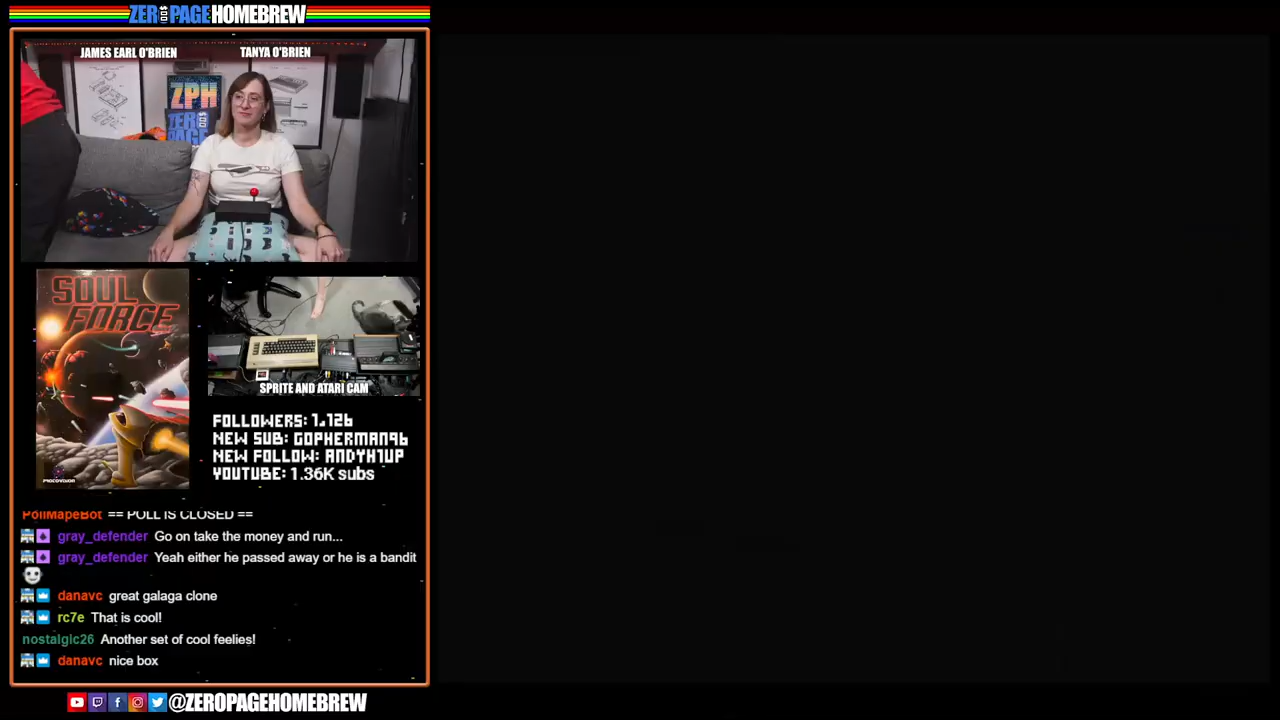 ZEROPAGE HOMEBREW
JAMES EARL O'BRIEN
TANYA O'BRIEN
ZPH
ZERO
PAGE
SOUL
FORCE
SPRITE AND ATARI CAM
FOLLOWERS: 1,126
NEW SUB: GOPHERMAN96
NEW FOLLOW: ANDYH1UP
YOUTUBE: 1.36K subs
PollMapeBot == POLL IS CLOSED ==
gray_defender Go on take the money and run...
gray_defender Yeah either he passed away or he is a bandit
danavc great galaga clone
rc7e That is cool!
nostalgic26 Another set of cool feelies!
danavc nice box
@ZEROPAGEHOMEBREW